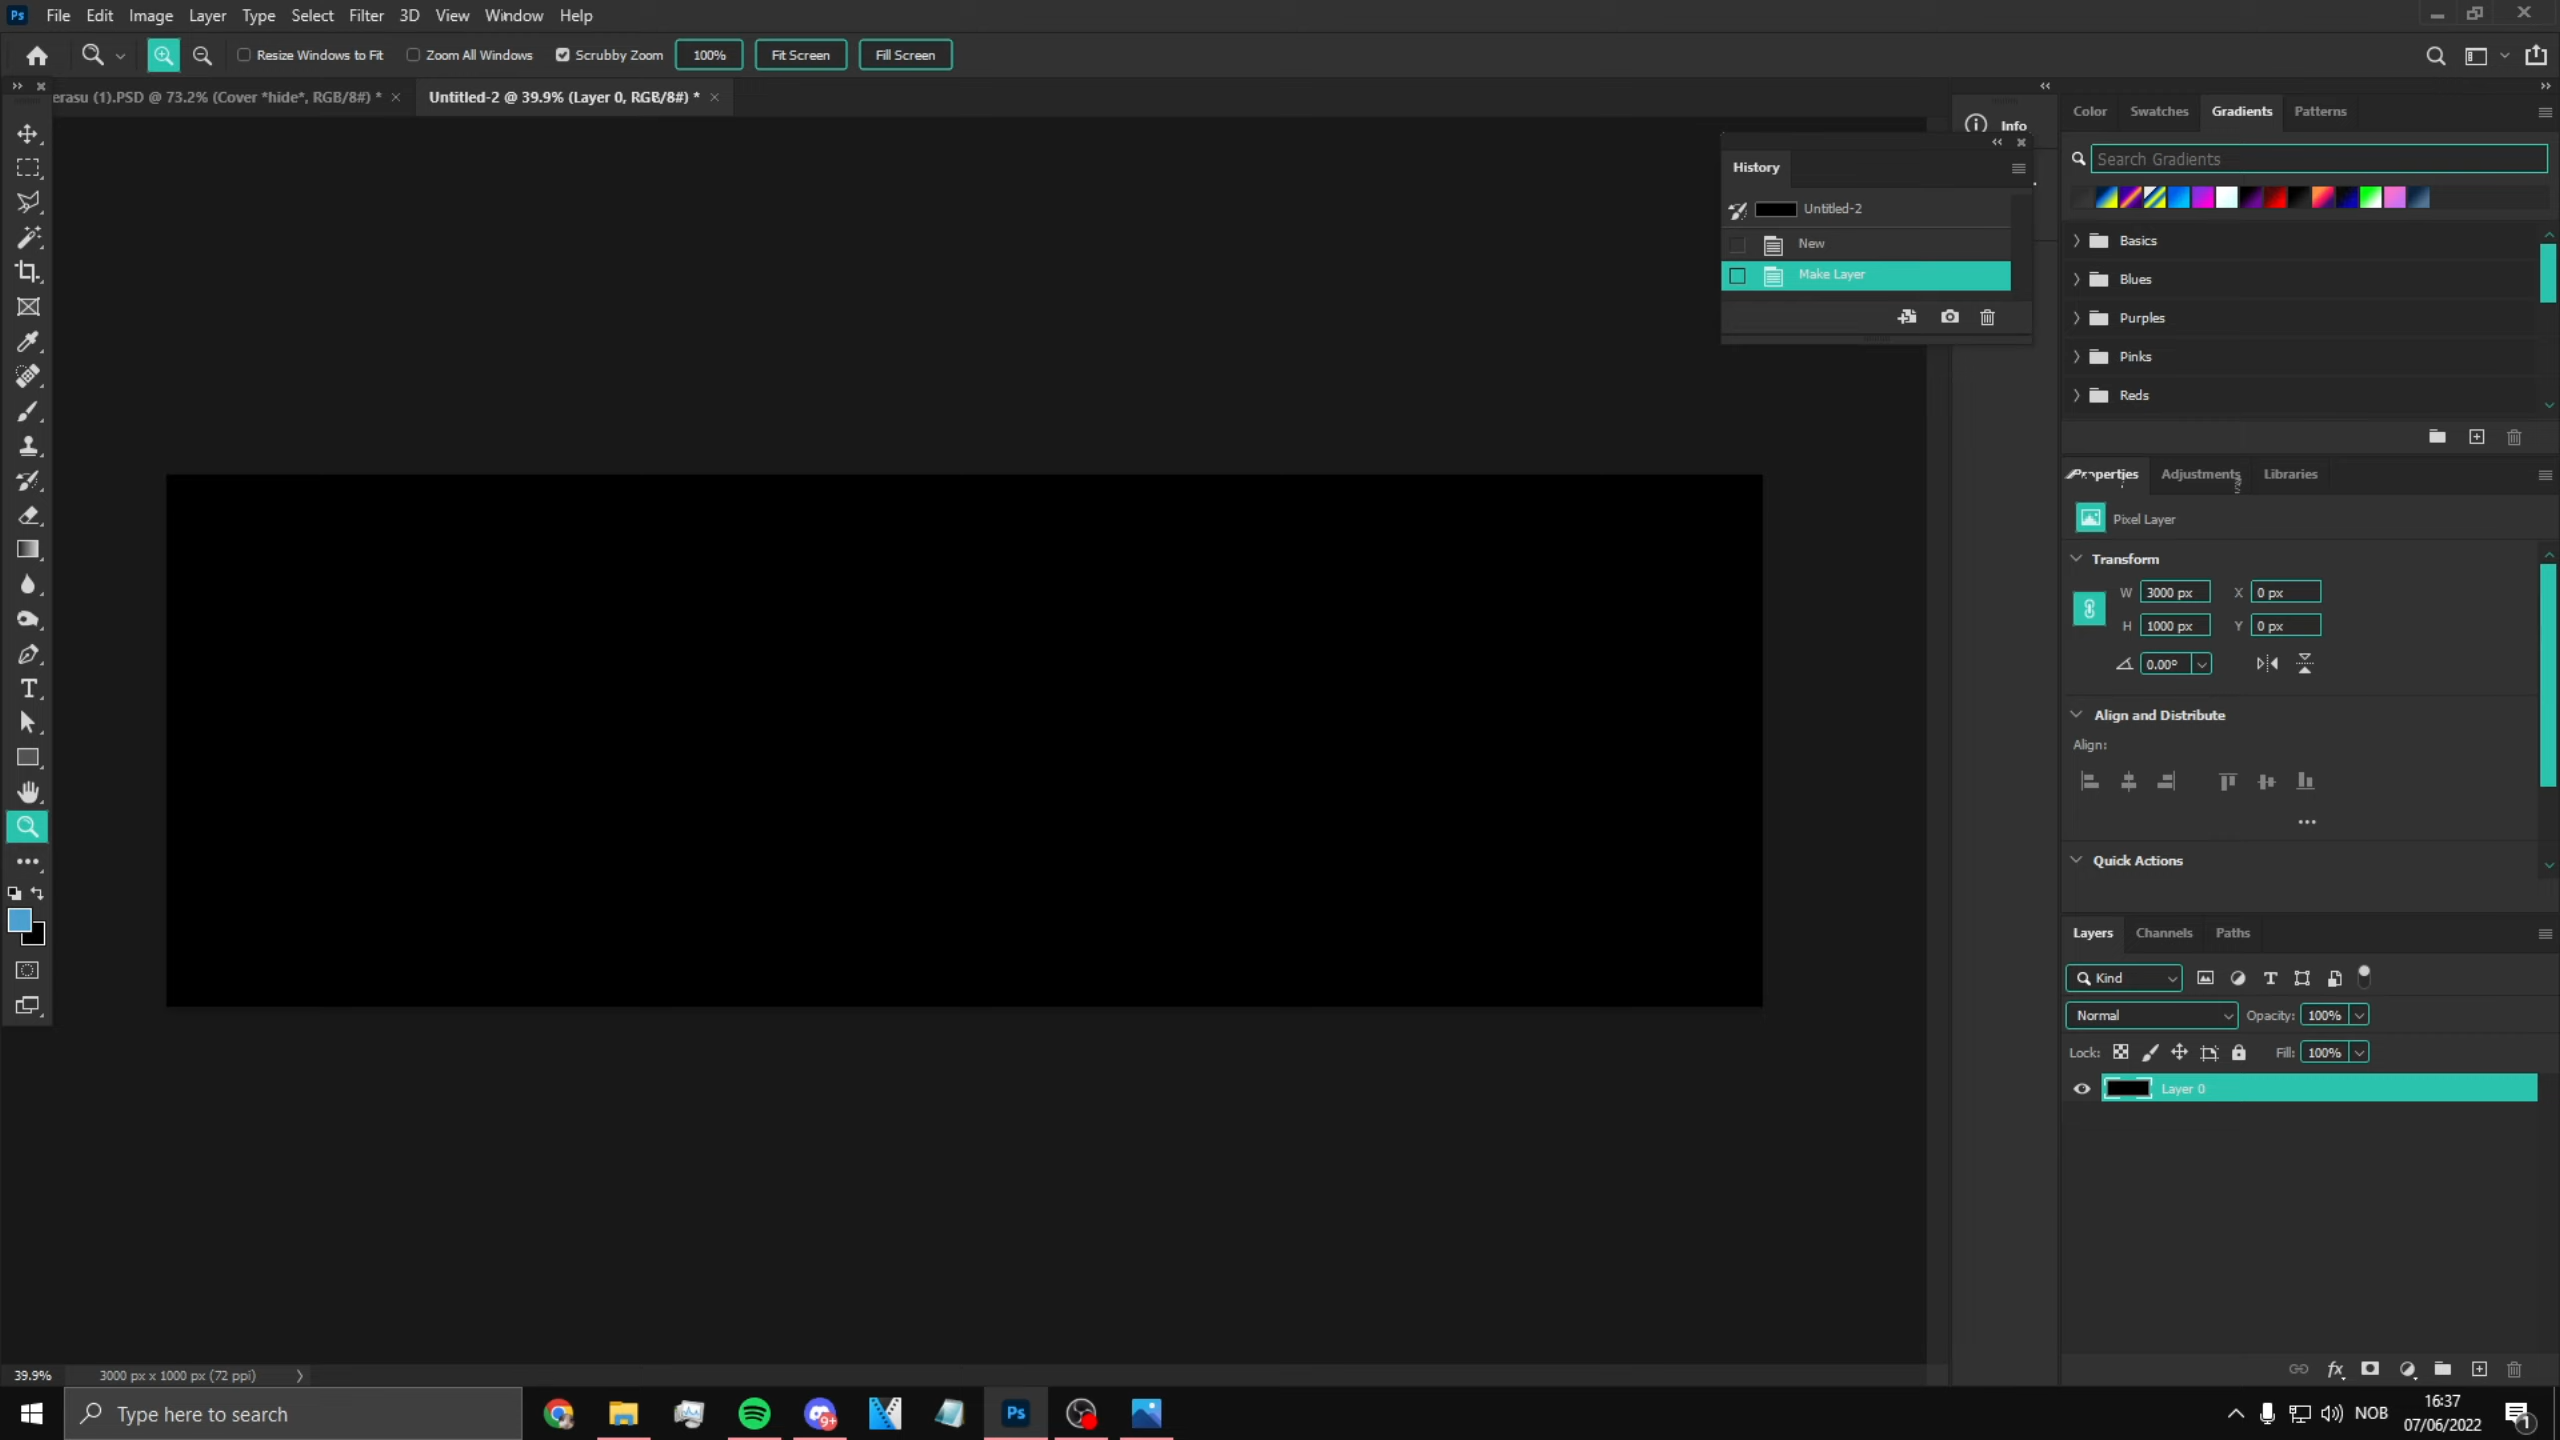 Ps File Edit Image Layer Type Select Filter 3D View Window Help
Resize Windows to Fit Zoom All Windows Scrubby Zoom 100% Fit Screen Fill Screen
erasu (1).PSD @ 73.2% (Cover *hide*, RGB/8#) * × Untitled-2 @ 39.9% (Layer 0, RGB/8#) * ×
Info
History
Untitled-2
New
Make Layer
Color Swatches Gradients Patterns
Search Gradients
Basics
Blues
Purples
Pinks
Reds
Properties Adjustments Libraries
Pixel Layer
Transform
W 3000 px X 0 px
H 1000 px Y 0 px
0.00°
Align and Distribute
Align:
Quick Actions
Layers Channels Paths
Kind
Normal Opacity: 100%
Lock: Fill: 100%
Layer 0
39.9% 3000 px x 1000 px (72 ppi)
Type here to search
9+
Ps
NOB
16:37
07/06/2022
1